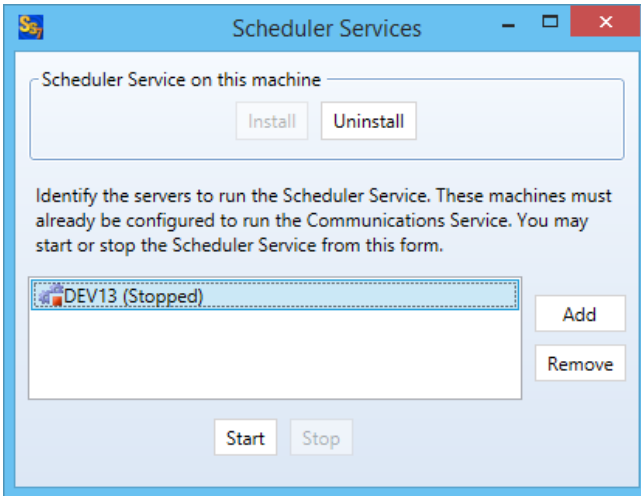 SS7
Scheduler Services
Scheduler Service on this machine
Install Uninstall
Identify the servers to run the Scheduler Service. These machines must
already be configured to run the Communications Service. You may
start or stop the Scheduler Service from this form.
DEV13 (Stopped)
Add
Remove
Start Stop